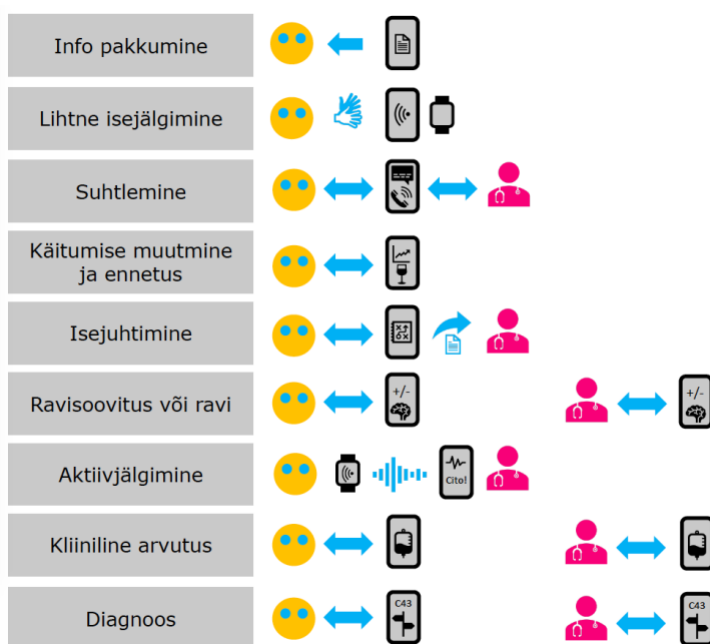 Info pakkumine
Lihtne isejälgimine
Suhtlemine
Käitumise muutmine
ja ennetus
Isejuhtimine
Ravisoovitus või ravi
+/-
+/-
Aktiivjälgimine
Cito!
Kliiniline arvutus
Diagnoos
C43
C43